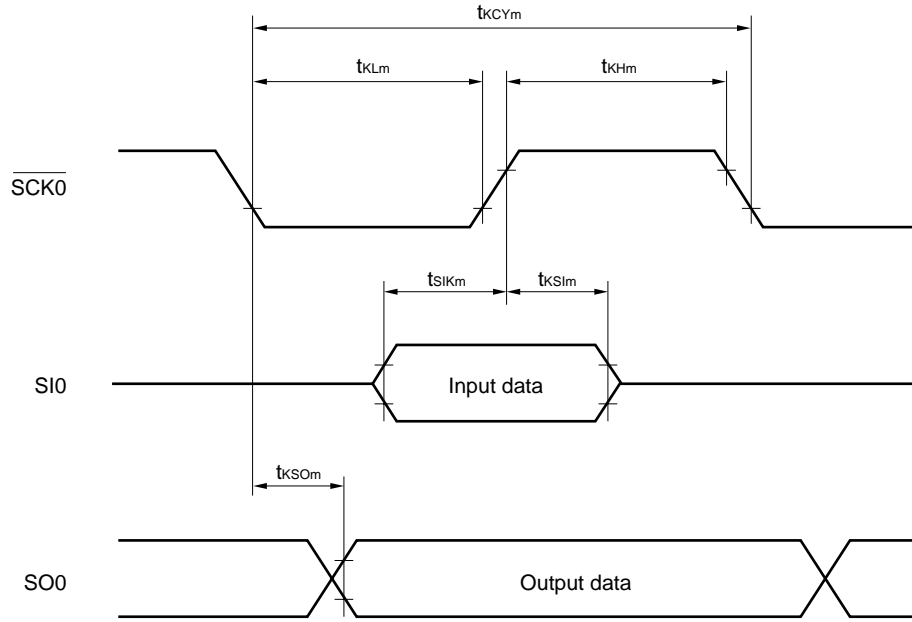 tKCYm
tKLm tKHm
SCK0
tSIKm tKSIm
SI0 Input data
tKSOm
SO0 Output data